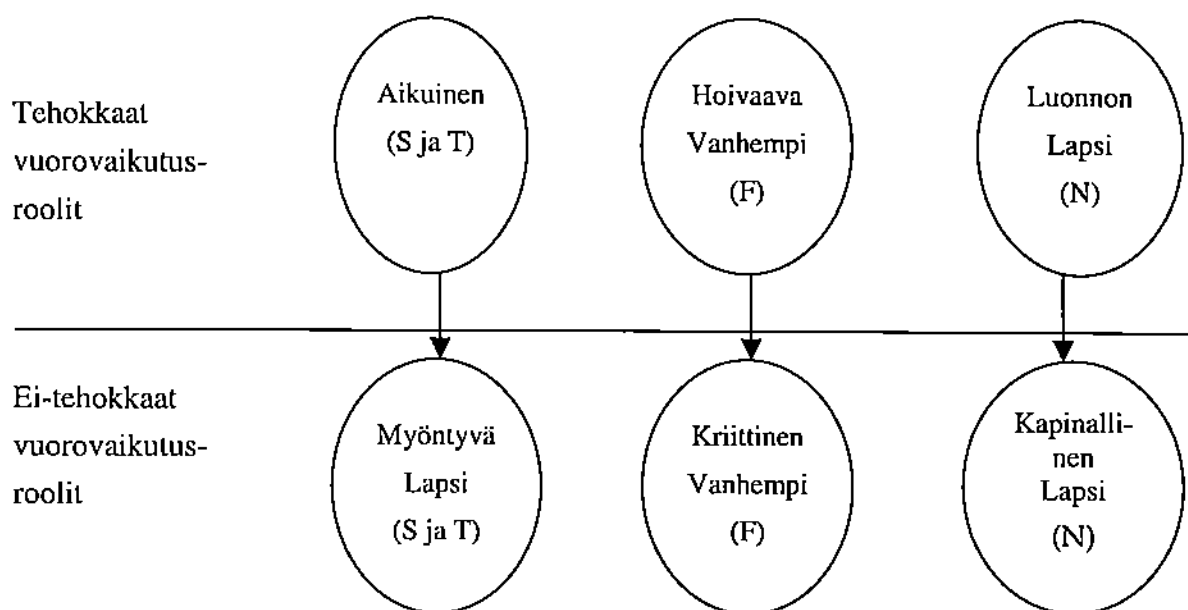 Tehokkaat
vuorovaikutus-
roolit
Aikuinen
(S ja T)
Hoivaava
Vanhempi
(F)
Luonnon
Lapsi
(N)
Ei-tehokkaat
vuorovaikutus-
roolit
Myöntyvä
Lapsi
(S ja T)
Kriittinen
Vanhempi
(F)
Kapinalli-
nen
Lapsi
(N)